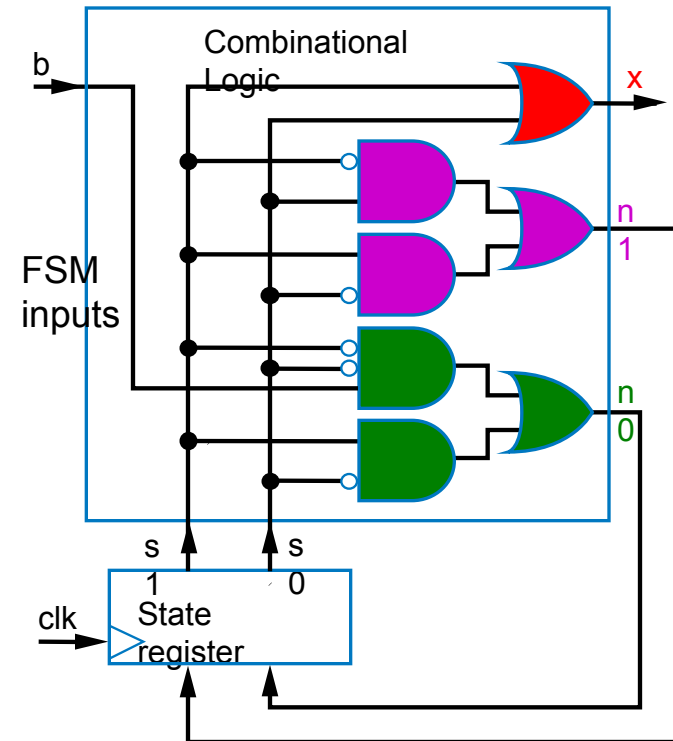 Combinational
Logic
b
x
n
1
FSM
inputs
n
0
s
1
s
0
clk
State
register